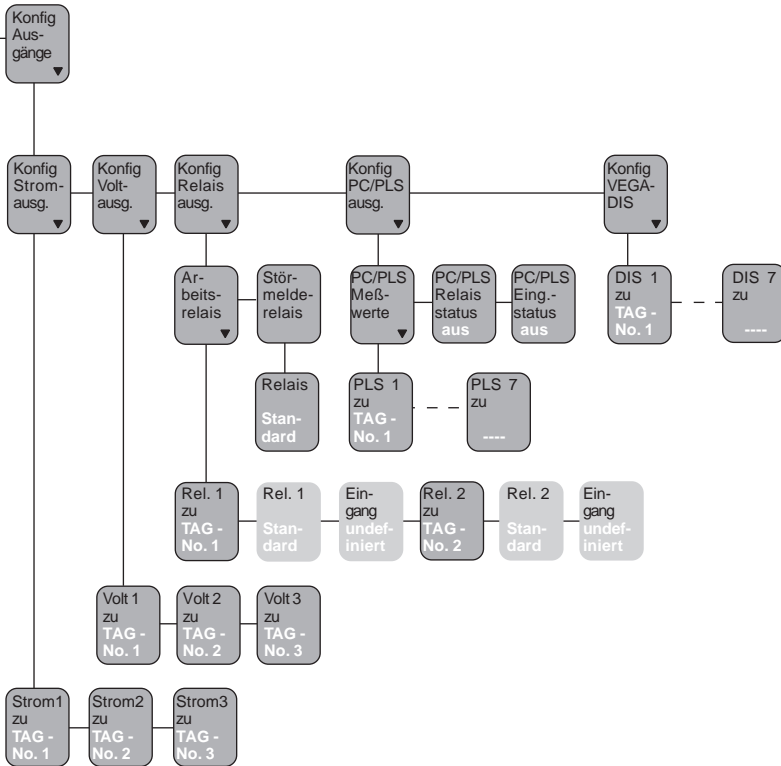 Konfig
Aus-
gänge
Konfig
Strom-
ausg.
Konfig
Volt-
ausg.
Konfig
Relais
ausg.
Konfig
PC/PLS
ausg.
Konfig
VEGA-
DIS
Ar-
beits-
relais
Stör-
melde-
relais
PC/PLS
Meß-
werte
PC/PLS
Relais
status
aus
PC/PLS
Eing.-
status
aus
DIS 1
zu
TAG -
No. 1
DIS 7
zu
----
Relais
Stan-
dard
PLS 1
zu
TAG -
No. 1
PLS 7
zu
----
Rel. 1
zu
TAG -
No. 1
Rel. 1
Stan-
dard
Ein-
gang
undef-
iniert
Rel. 2
zu
TAG -
No. 2
Rel. 2
Stan-
dard
Ein-
gang
undef-
iniert
Volt 1
zu
TAG -
No. 1
Volt 2
zu
TAG -
No. 2
Volt 3
zu
TAG -
No. 3
Strom1
zu
TAG -
No. 1
Strom2
zu
TAG -
No. 2
Strom3
zu
TAG -
No. 3